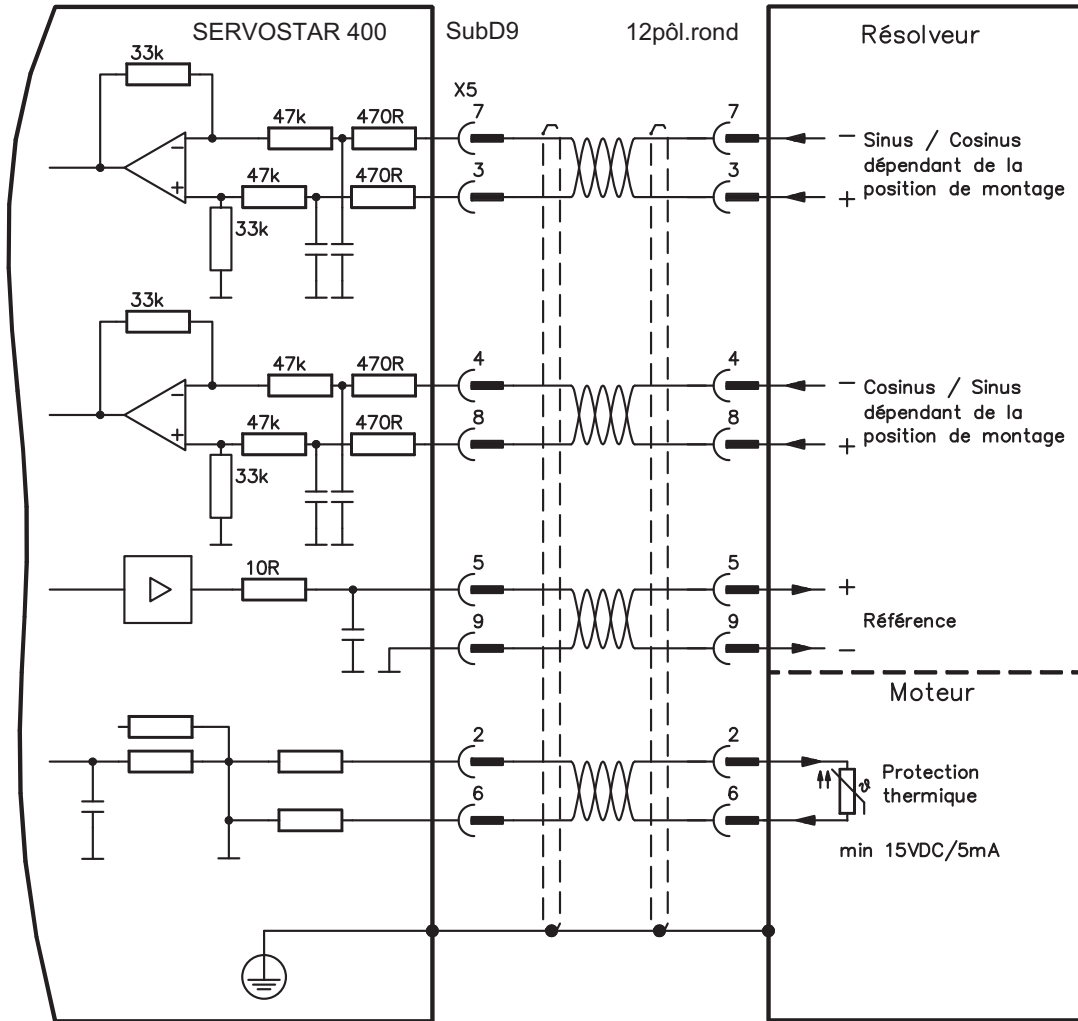 SERVOSTAR 400
SubD9
12pôl.rond
Résolveur
33k
X5
47k
470R
7
7
−
Sinus / Cosinus
dépendant de la
position de montage
−
+
47k
470R
3
3
+
33k
33k
47k
470R
4
4
−
Cosinus / Sinus
dépendant de la
position de montage
−
+
47k
470R
8
8
+
33k
10R
5
5
+
Référence
9
9
−
Moteur
2
2
Protection
thermique
ϑ
6
6
min 15VDC/5mA